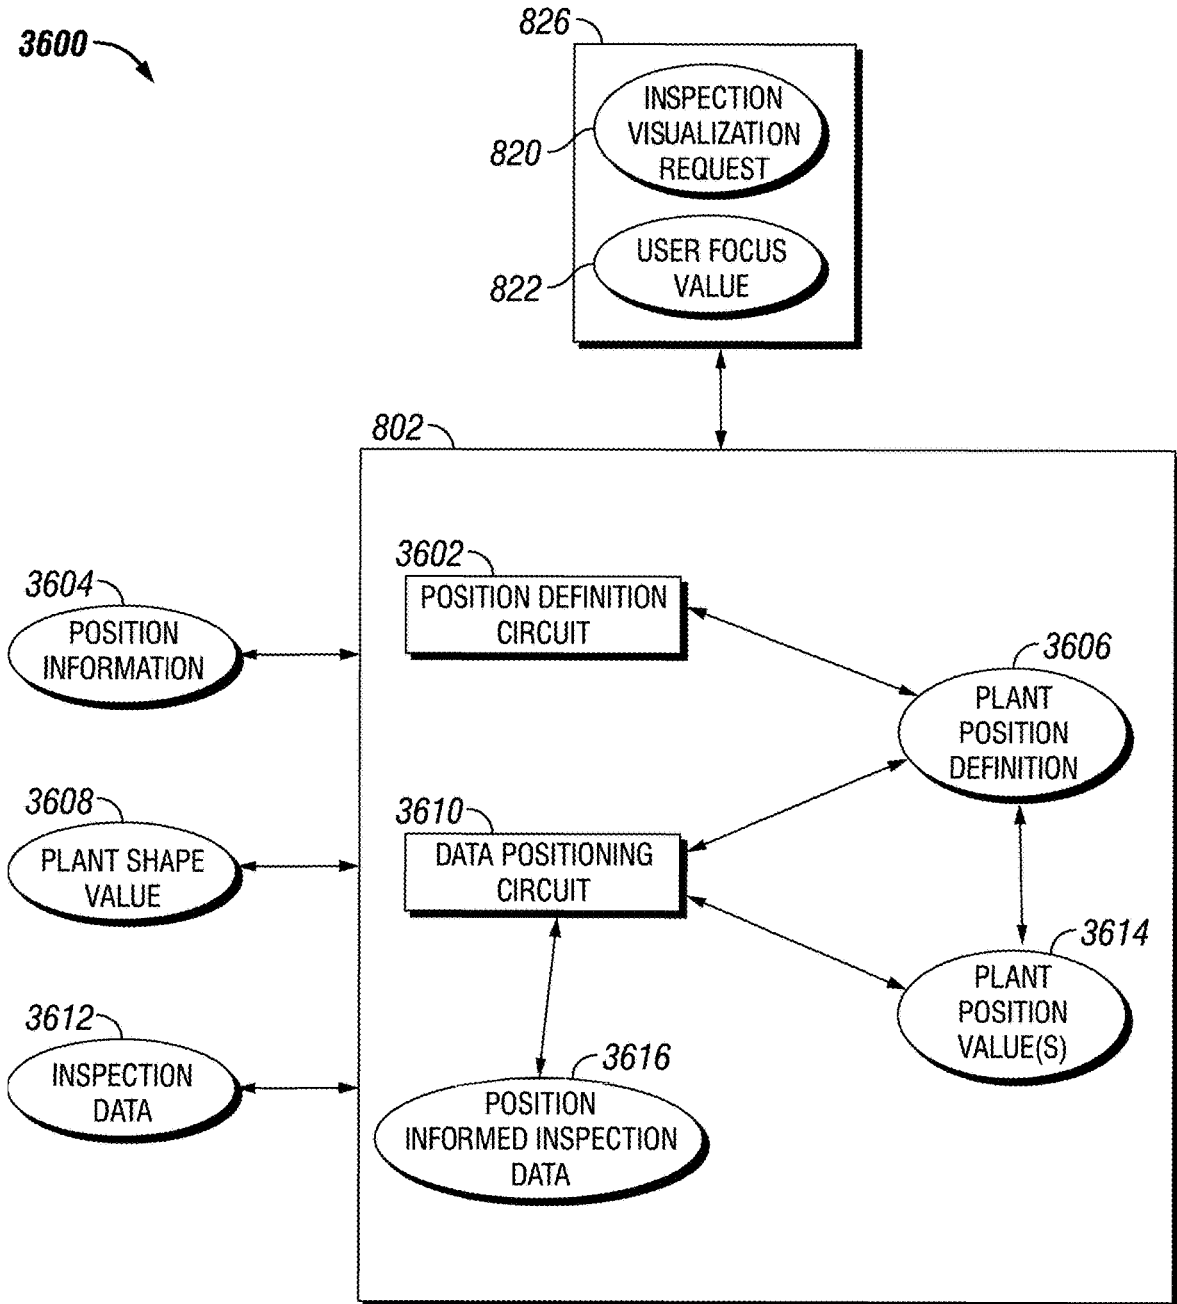 3600
826
INSPECTION
VISUALIZATION
REQUEST
820
USER FOCUS
VALUE
822
802
3602
POSITION DEFINITION
CIRCUIT
3604
POSITION
INFORMATION
3606
PLANT
POSITION
DEFINITION
3608
PLANT SHAPE
VALUE
3610
DATA POSITIONING
CIRCUIT
3614
PLANT
POSITION
VALUE(S)
3612
INSPECTION
DATA
3616
POSITION
INFORMED INSPECTION
DATA